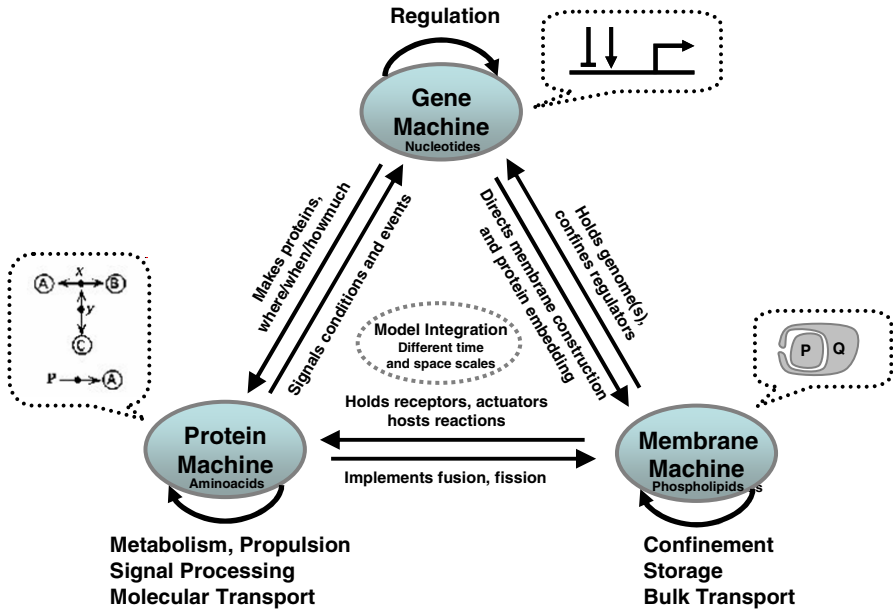 Regulation
Gene
Machine
Nucleotides
Makes proteins,
where/when/howmuch
Signals conditions and events
Directs membrane construction
and protein embedding
Holds genome(s),
confines regulators
x
A
B
y
C
P
A
Model Integration
Different time
and space scales
P
Q
Holds receptors, actuators
hosts reactions
Protein
Machine
Aminoacids
Implements fusion, fission
Membrane
Machine
Phospholipids s
Metabolism, Propulsion
Signal Processing
Molecular Transport
Confinement
Storage
Bulk Transport